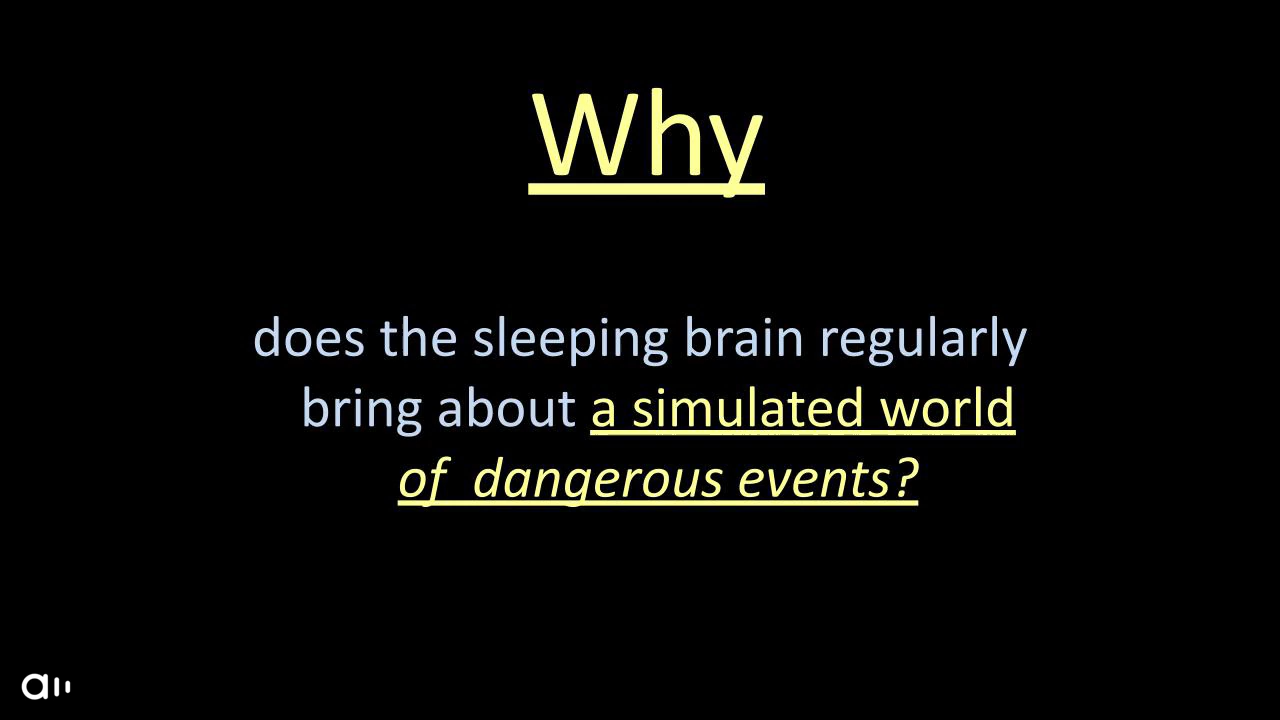 Why
does the sleeping brain regularly
bring about a simulated world
of  dangerous events?